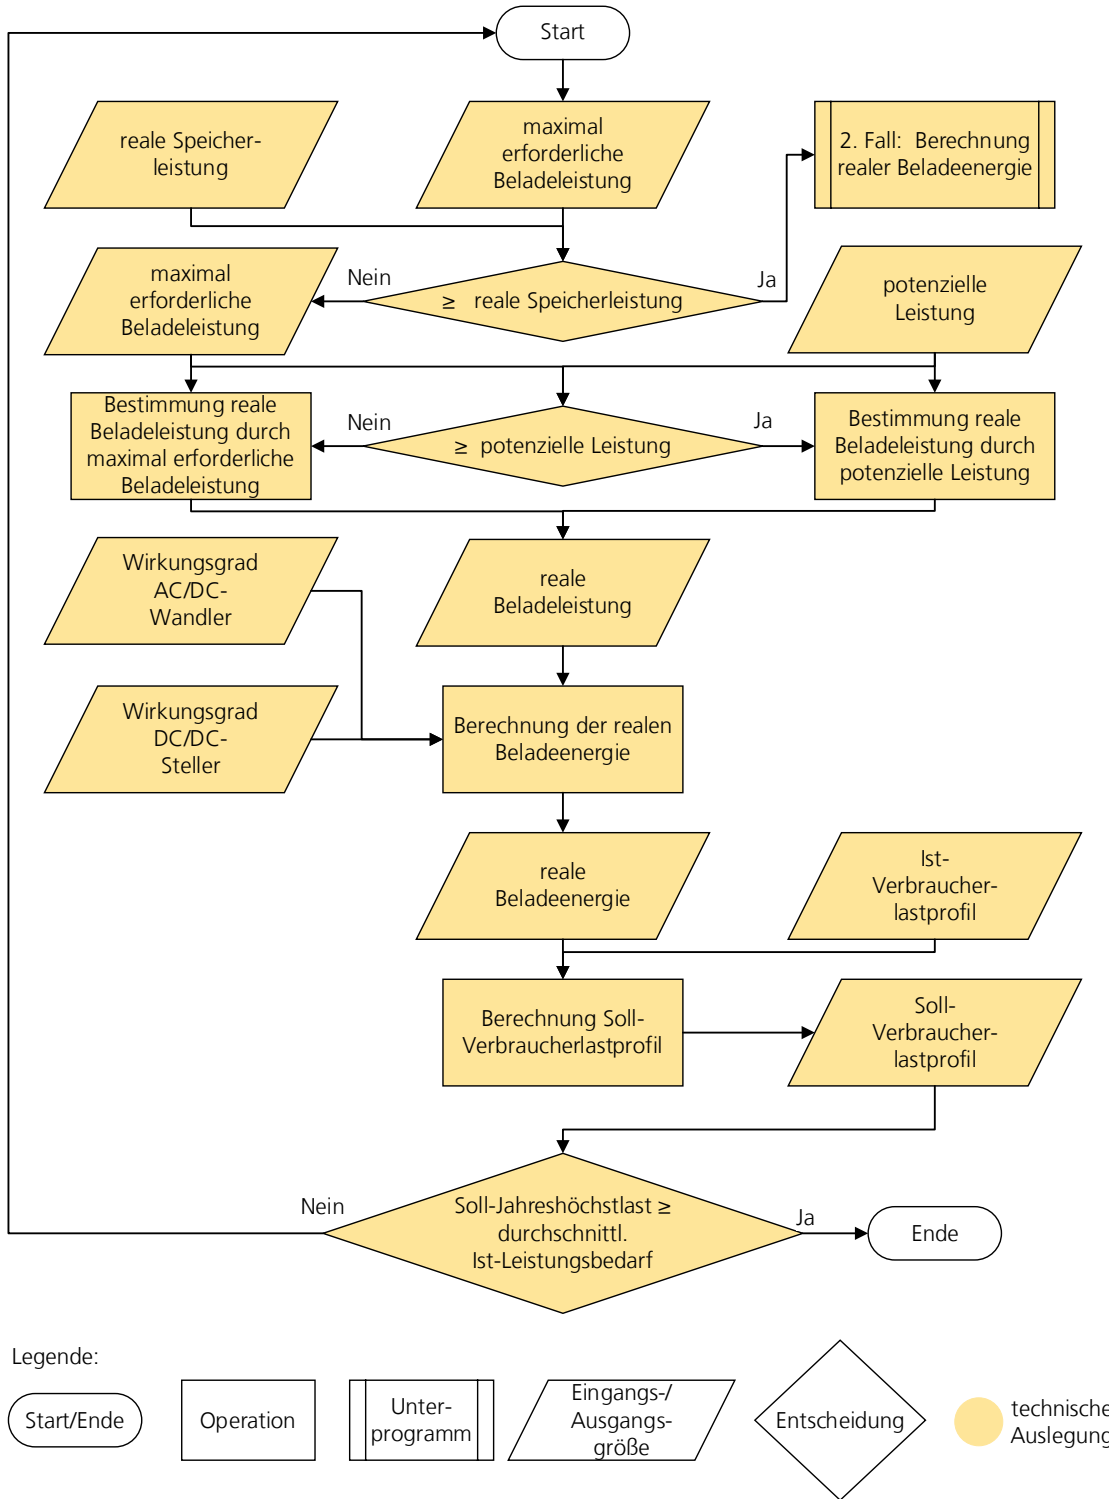 Start
reale Speicher-
leistung
maximal
erforderliche
Beladeleistung
2. Fall: Berechnung
realer Beladeenergie
maximal
erforderliche
Beladeleistung
Nein
≥ reale Speicherleistung
Ja
potenzielle
Leistung
Bestimmung reale
Beladeleistung durch
maximal erforderliche
Beladeleistung
Nein
≥ potenzielle Leistung
Ja
Bestimmung reale
Beladeleistung durch
potenzielle Leistung
Wirkungsgrad
AC/DC-
Wandler
reale
Beladeleistung
Wirkungsgrad
DC/DC-
Steller
Berechnung der realen
Beladeenergie
reale
Beladeenergie
Ist-
Verbraucher-
lastprofil
Berechnung Soll-
Verbraucherlastprofil
Soll-
Verbraucher-
lastprofil
Nein
Soll-Jahreshöchstlast ≥
durchschnittl.
Ist-Leistungsbedarf
Ja
Ende
Legende:
Start/Ende
Operation
Unter-
programm
Eingangs-/
Ausgangs-
größe
Entscheidung
technische
Auslegung